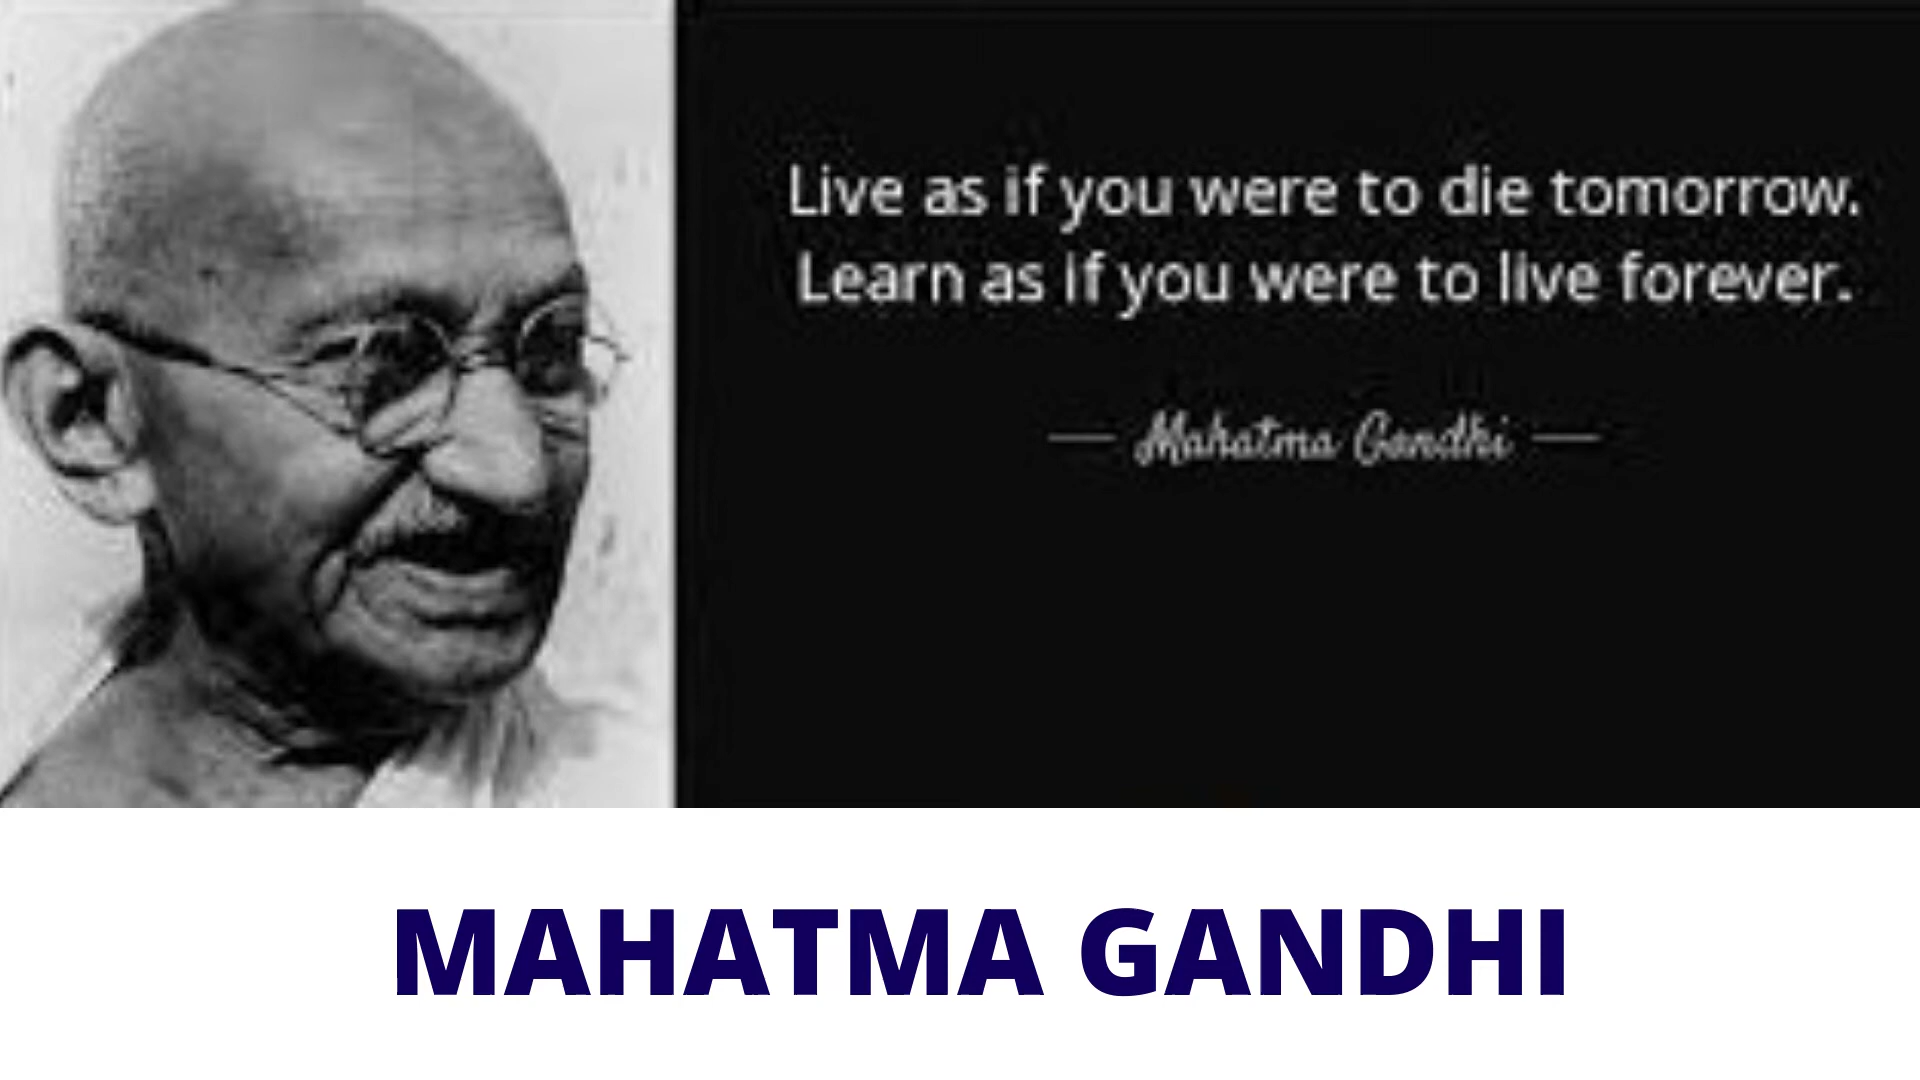 Live as if you were to die tomorrow.
Learn as if you were to live forever.
— Mahatma Gandhi —
MAHATMA GANDHI